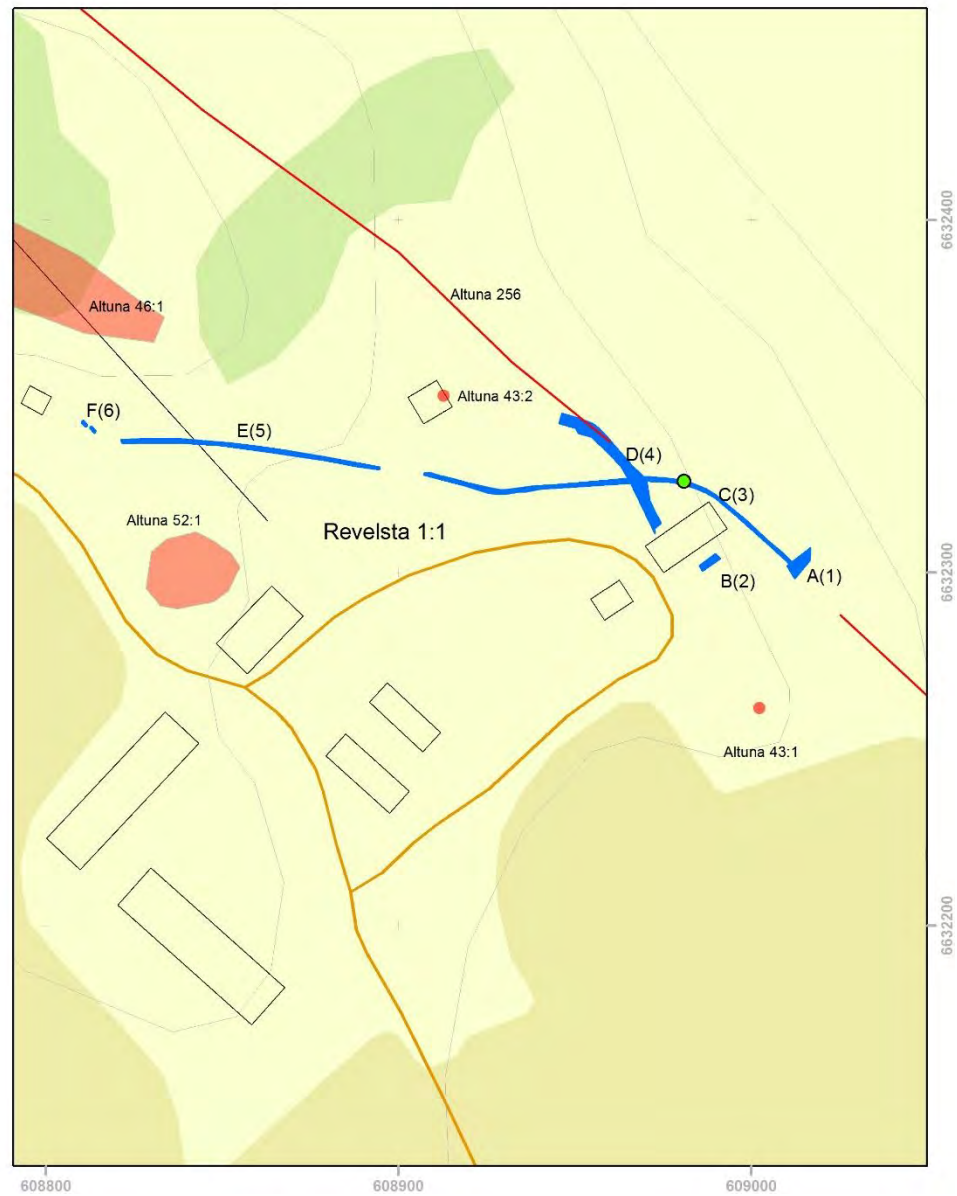 6632400
Altuna 256
Altuna 46:1
Altuna 43:2
F(6)
E(5)
D(4)
C(3)
Altuna 52:1
Revelsta 1:1
6632300
B(2)
A(1)
Altuna 43:1
6632200
608800
608900
609000